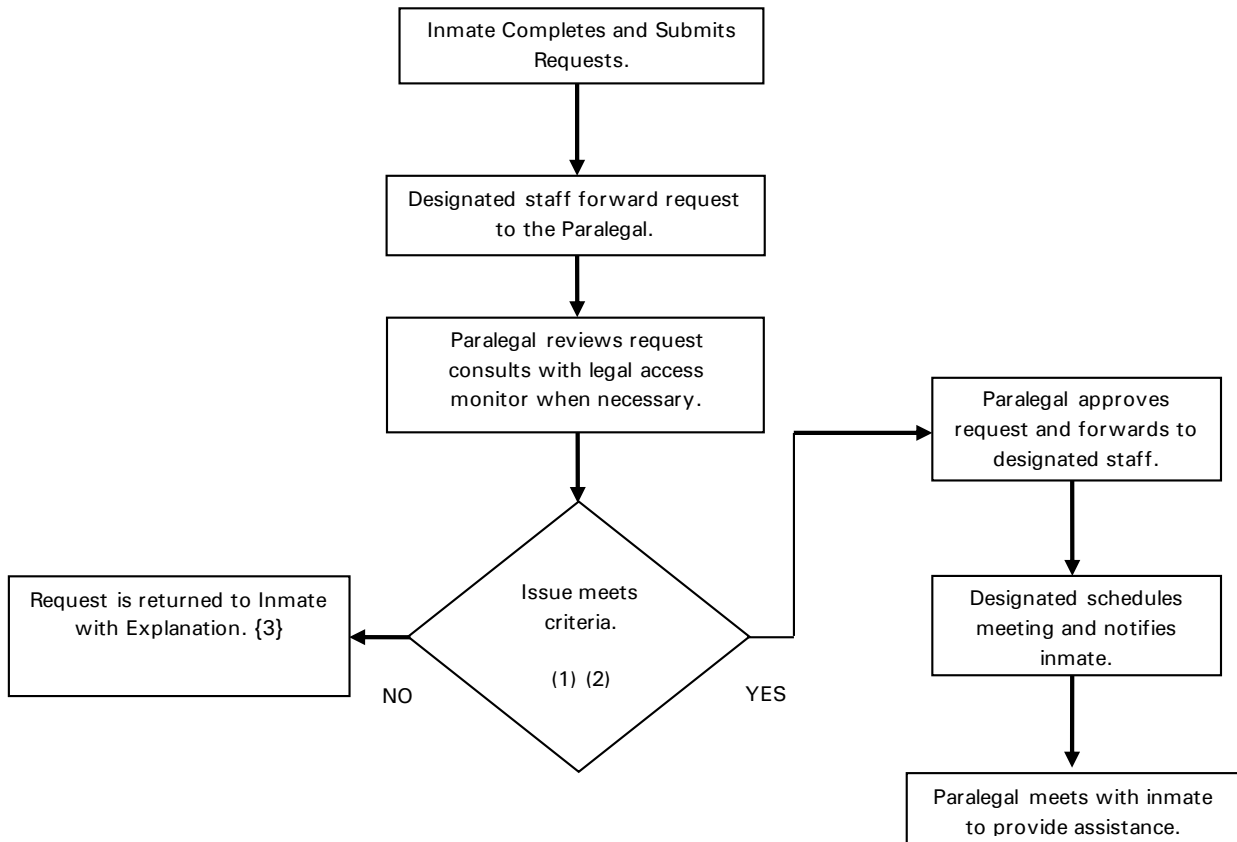 Inmate Completes and Submits
Requests.
Designated staff forward request
to the Paralegal.
Paralegal reviews request
consults with legal access
monitor when necessary.
Paralegal approves
request and forwards to
designated staff.
Issue meets
criteria.
(1) (2)
Request is returned to Inmate
with Explanation. {3}
NO
YES
Designated schedules
meeting and notifies
inmate.
Paralegal meets with inmate
to provide assistance.